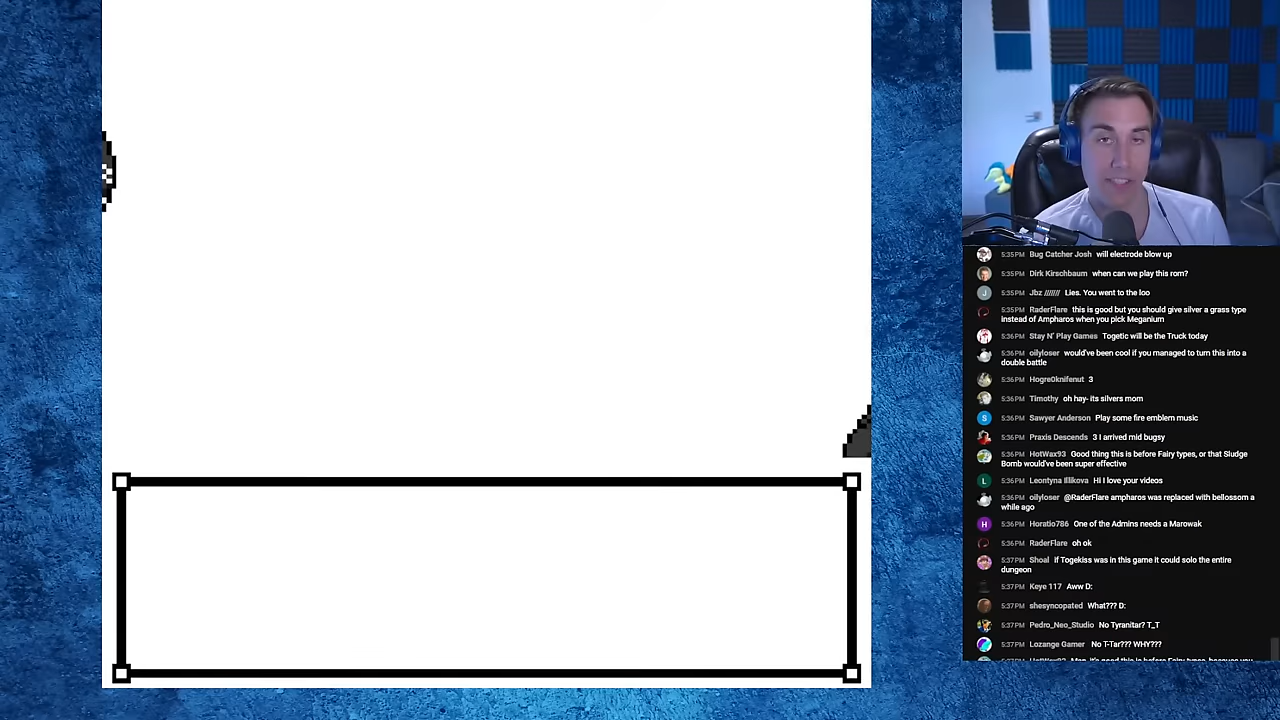 5:35PM Bug Catcher Josh will electrode blow up
5:35PM Dirk Kirschbaum when can we play this rom?
J 5:35PM Jbz /////// Lies. You went to the loo
5:35PM RaderFlare this is good but you should give silver a grass type
instead of Ampharos when you pick Meganium
5:36PM Stay N' Play Games Togetic will be the Truck today
5:36PM oilyloser would've been cool if you managed to turn this into a
double battle
5:36PM Hogre0knifenut 3
5:36PM Timothy oh hay- its silvers mom
S 5:36PM Sawyer Anderson Play some fire emblem music
5:36PM Praxis Descends 3 I arrived mid bugsy
5:36PM HotWax93 Good thing this is before Fairy types, or that Sludge
Bomb would've been super effective
L 5:36PM Leontyna Illikova Hi I love your videos
5:36PM oilyloser @RaderFlare ampharos was replaced with bellossom a
while ago
H 5:36PM Horatio786 One of the Admins needs a Marowak
5:36PM RaderFlare oh ok
5:37PM Shoal if Togekiss was in this game it could solo the entire
dungeon
5:37PM Keye 117 Aww D:
5:37PM shesyncopated What??? D:
5:37PM Pedro_Neo_Studio No Tyranitar? T_T
5:37PM Lozange Gamer No T-Tar??? WHY???